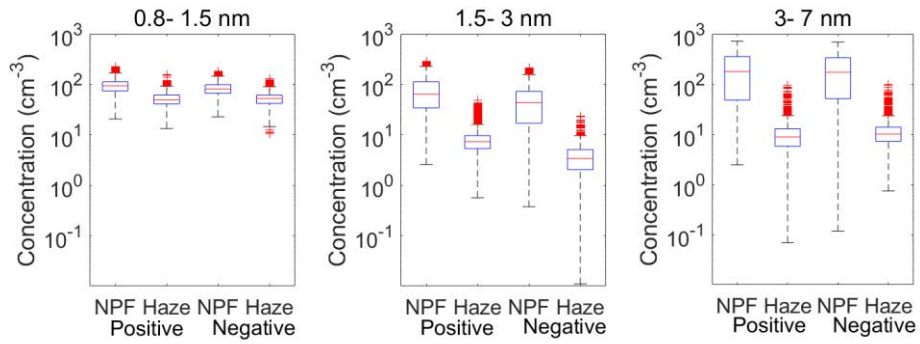 0.8- 1.5 nm
Concentration (cm⁻³)
10³
10²
10¹
10⁰
10⁻¹
NPF Haze NPF Haze
Positive Negative
1.5- 3 nm
Concentration (cm⁻³)
10³
10²
10¹
10⁰
10⁻¹
NPF Haze NPF Haze
Positive Negative
3- 7 nm
Concentration (cm⁻³)
10³
10²
10¹
10⁰
10⁻¹
NPF Haze NPF Haze
Positive Negative